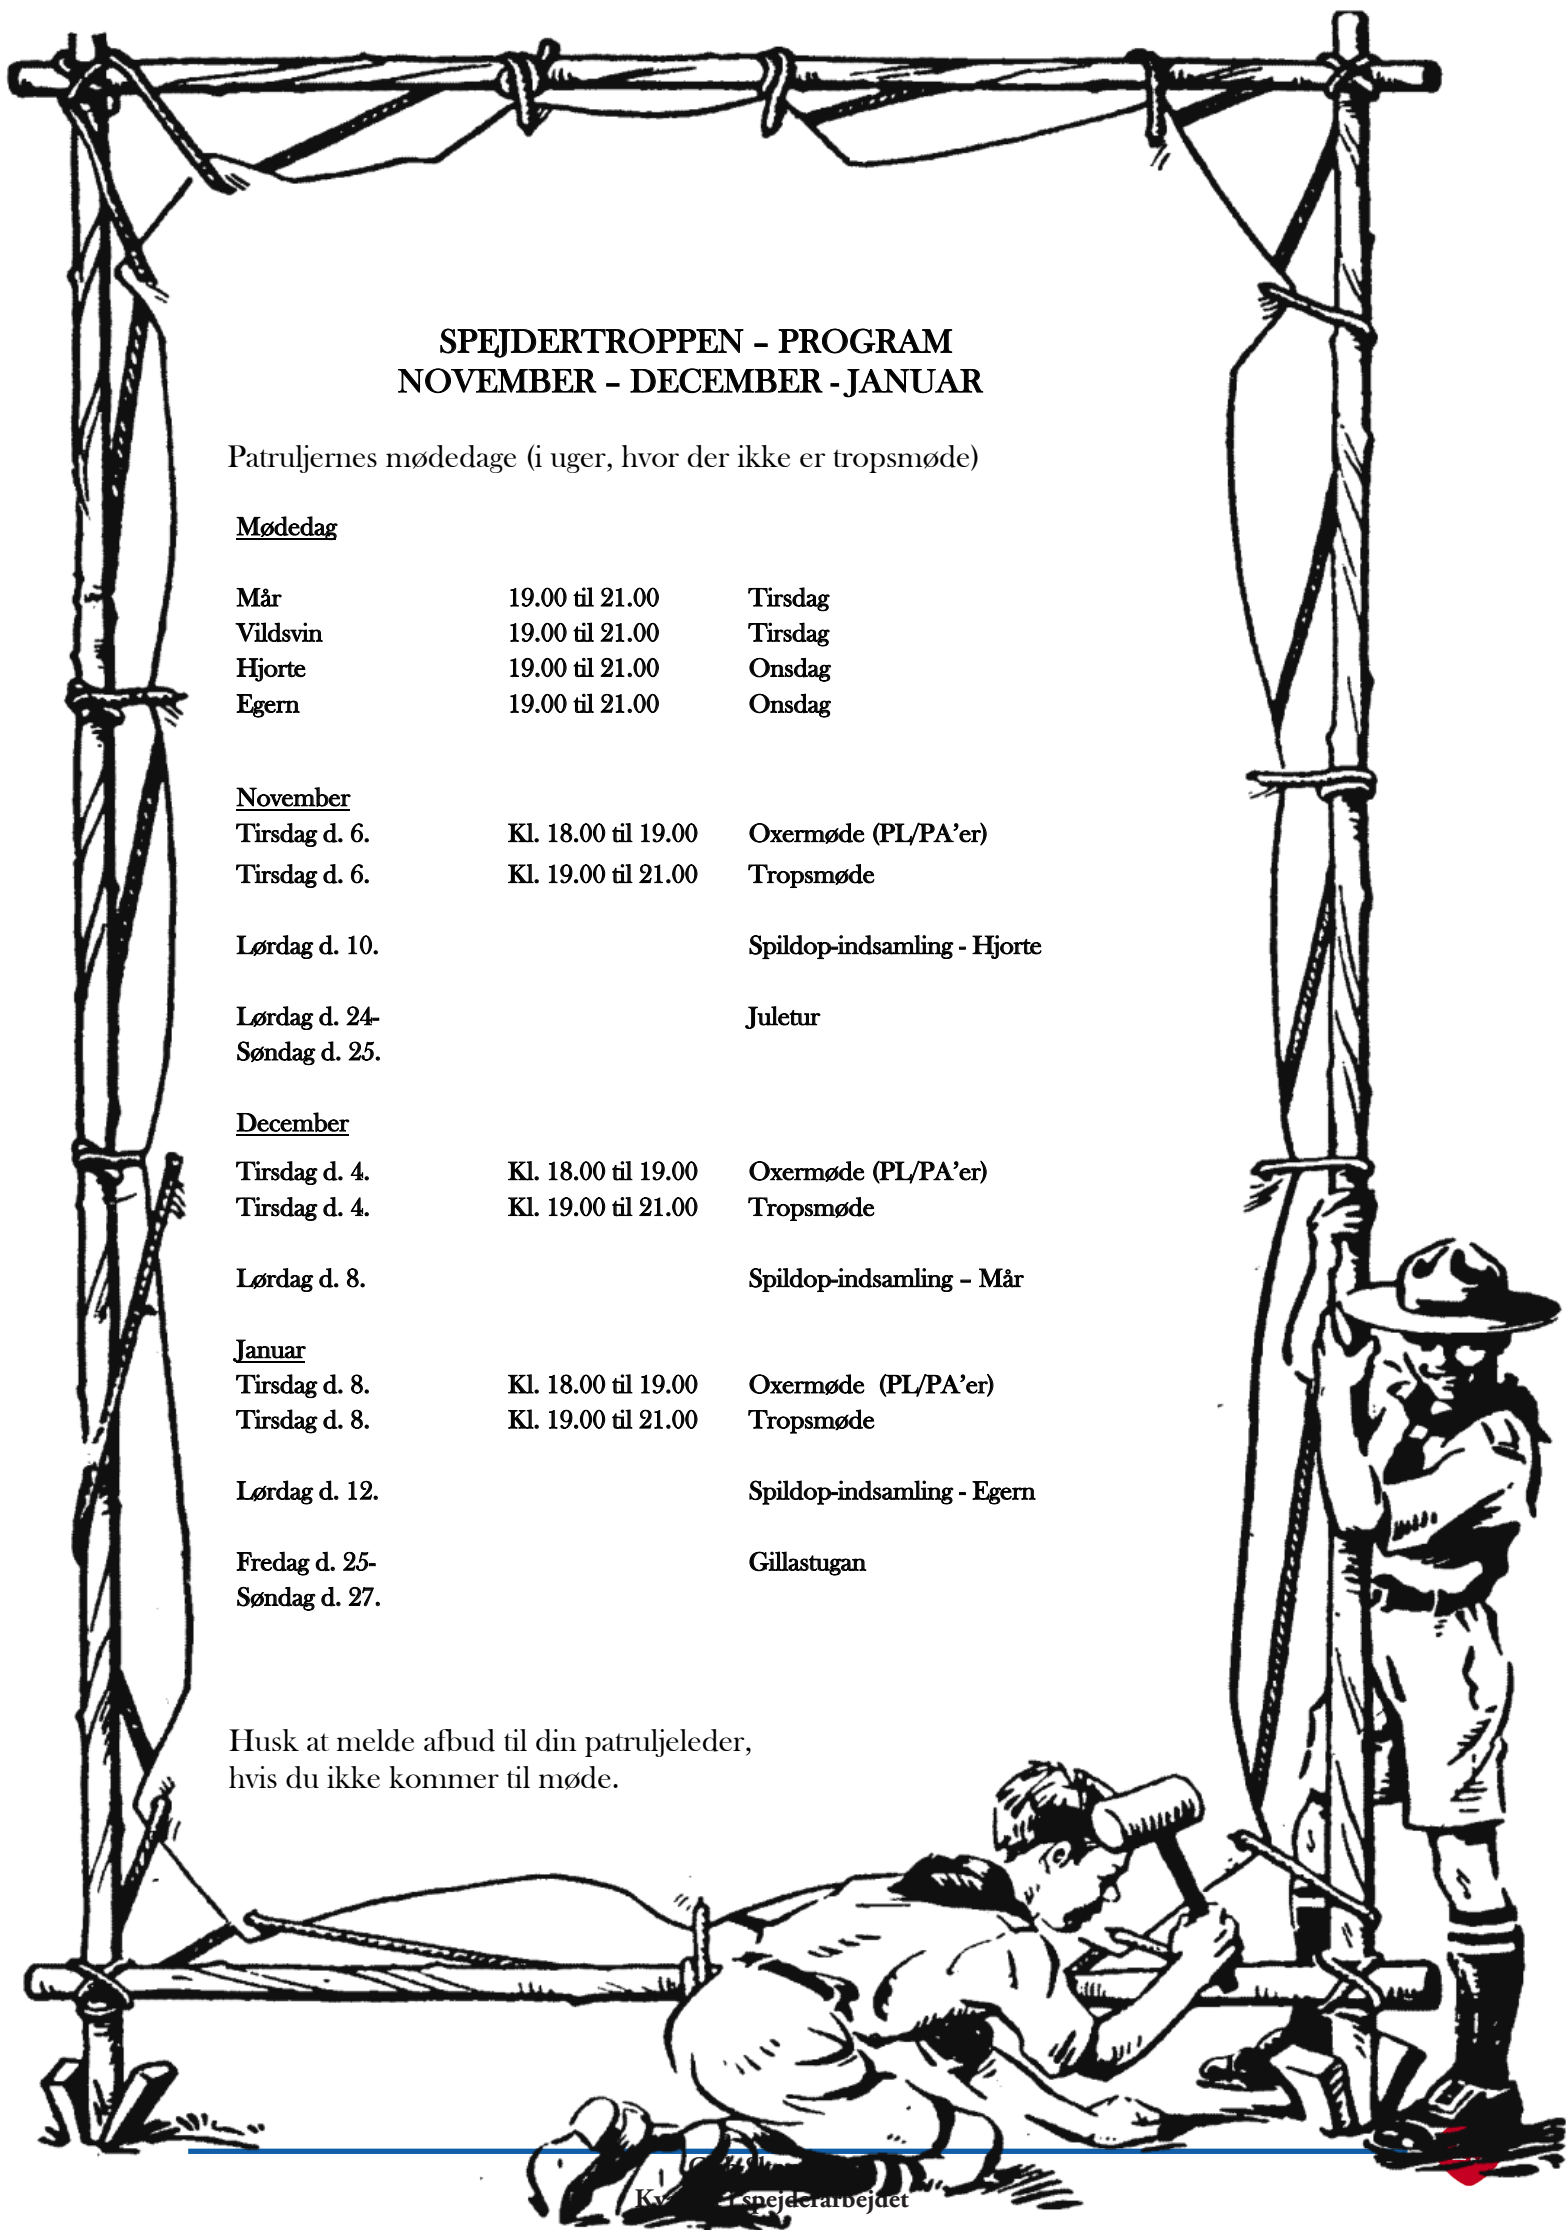 SPEJDERTROPPEN – PROGRAM
NOVEMBER – DECEMBER - JANUAR
Patruljernes mødedage (i uger, hvor der ikke er tropsmøde)
Mødedag
Mår 19.00 til 21.00 Tirsdag
Vildsvin 19.00 til 21.00 Tirsdag
Hjorte 19.00 til 21.00 Onsdag
Egern 19.00 til 21.00 Onsdag
November
Tirsdag d. 6. Kl. 18.00 til 19.00 Oxermøde (PL/PA’er)
Tirsdag d. 6. Kl. 19.00 til 21.00 Tropsmøde
Lørdag d. 10. Spildop-indsamling - Hjorte
Lørdag d. 24- Juletur
Søndag d. 25.
December
Tirsdag d. 4. Kl. 18.00 til 19.00 Oxermøde (PL/PA’er)
Tirsdag d. 4. Kl. 19.00 til 21.00 Tropsmøde
Lørdag d. 8. Spildop-indsamling – Mår
Januar
Tirsdag d. 8. Kl. 18.00 til 19.00 Oxermøde (PL/PA’er)
Tirsdag d. 8. Kl. 19.00 til 21.00 Tropsmøde
Lørdag d. 12. Spildop-indsamling - Egern
Fredag d. 25- Gillastugan
Søndag d. 27.
Husk at melde afbud til din patruljeleder,
hvis du ikke kommer til møde.
spejderarbejdet